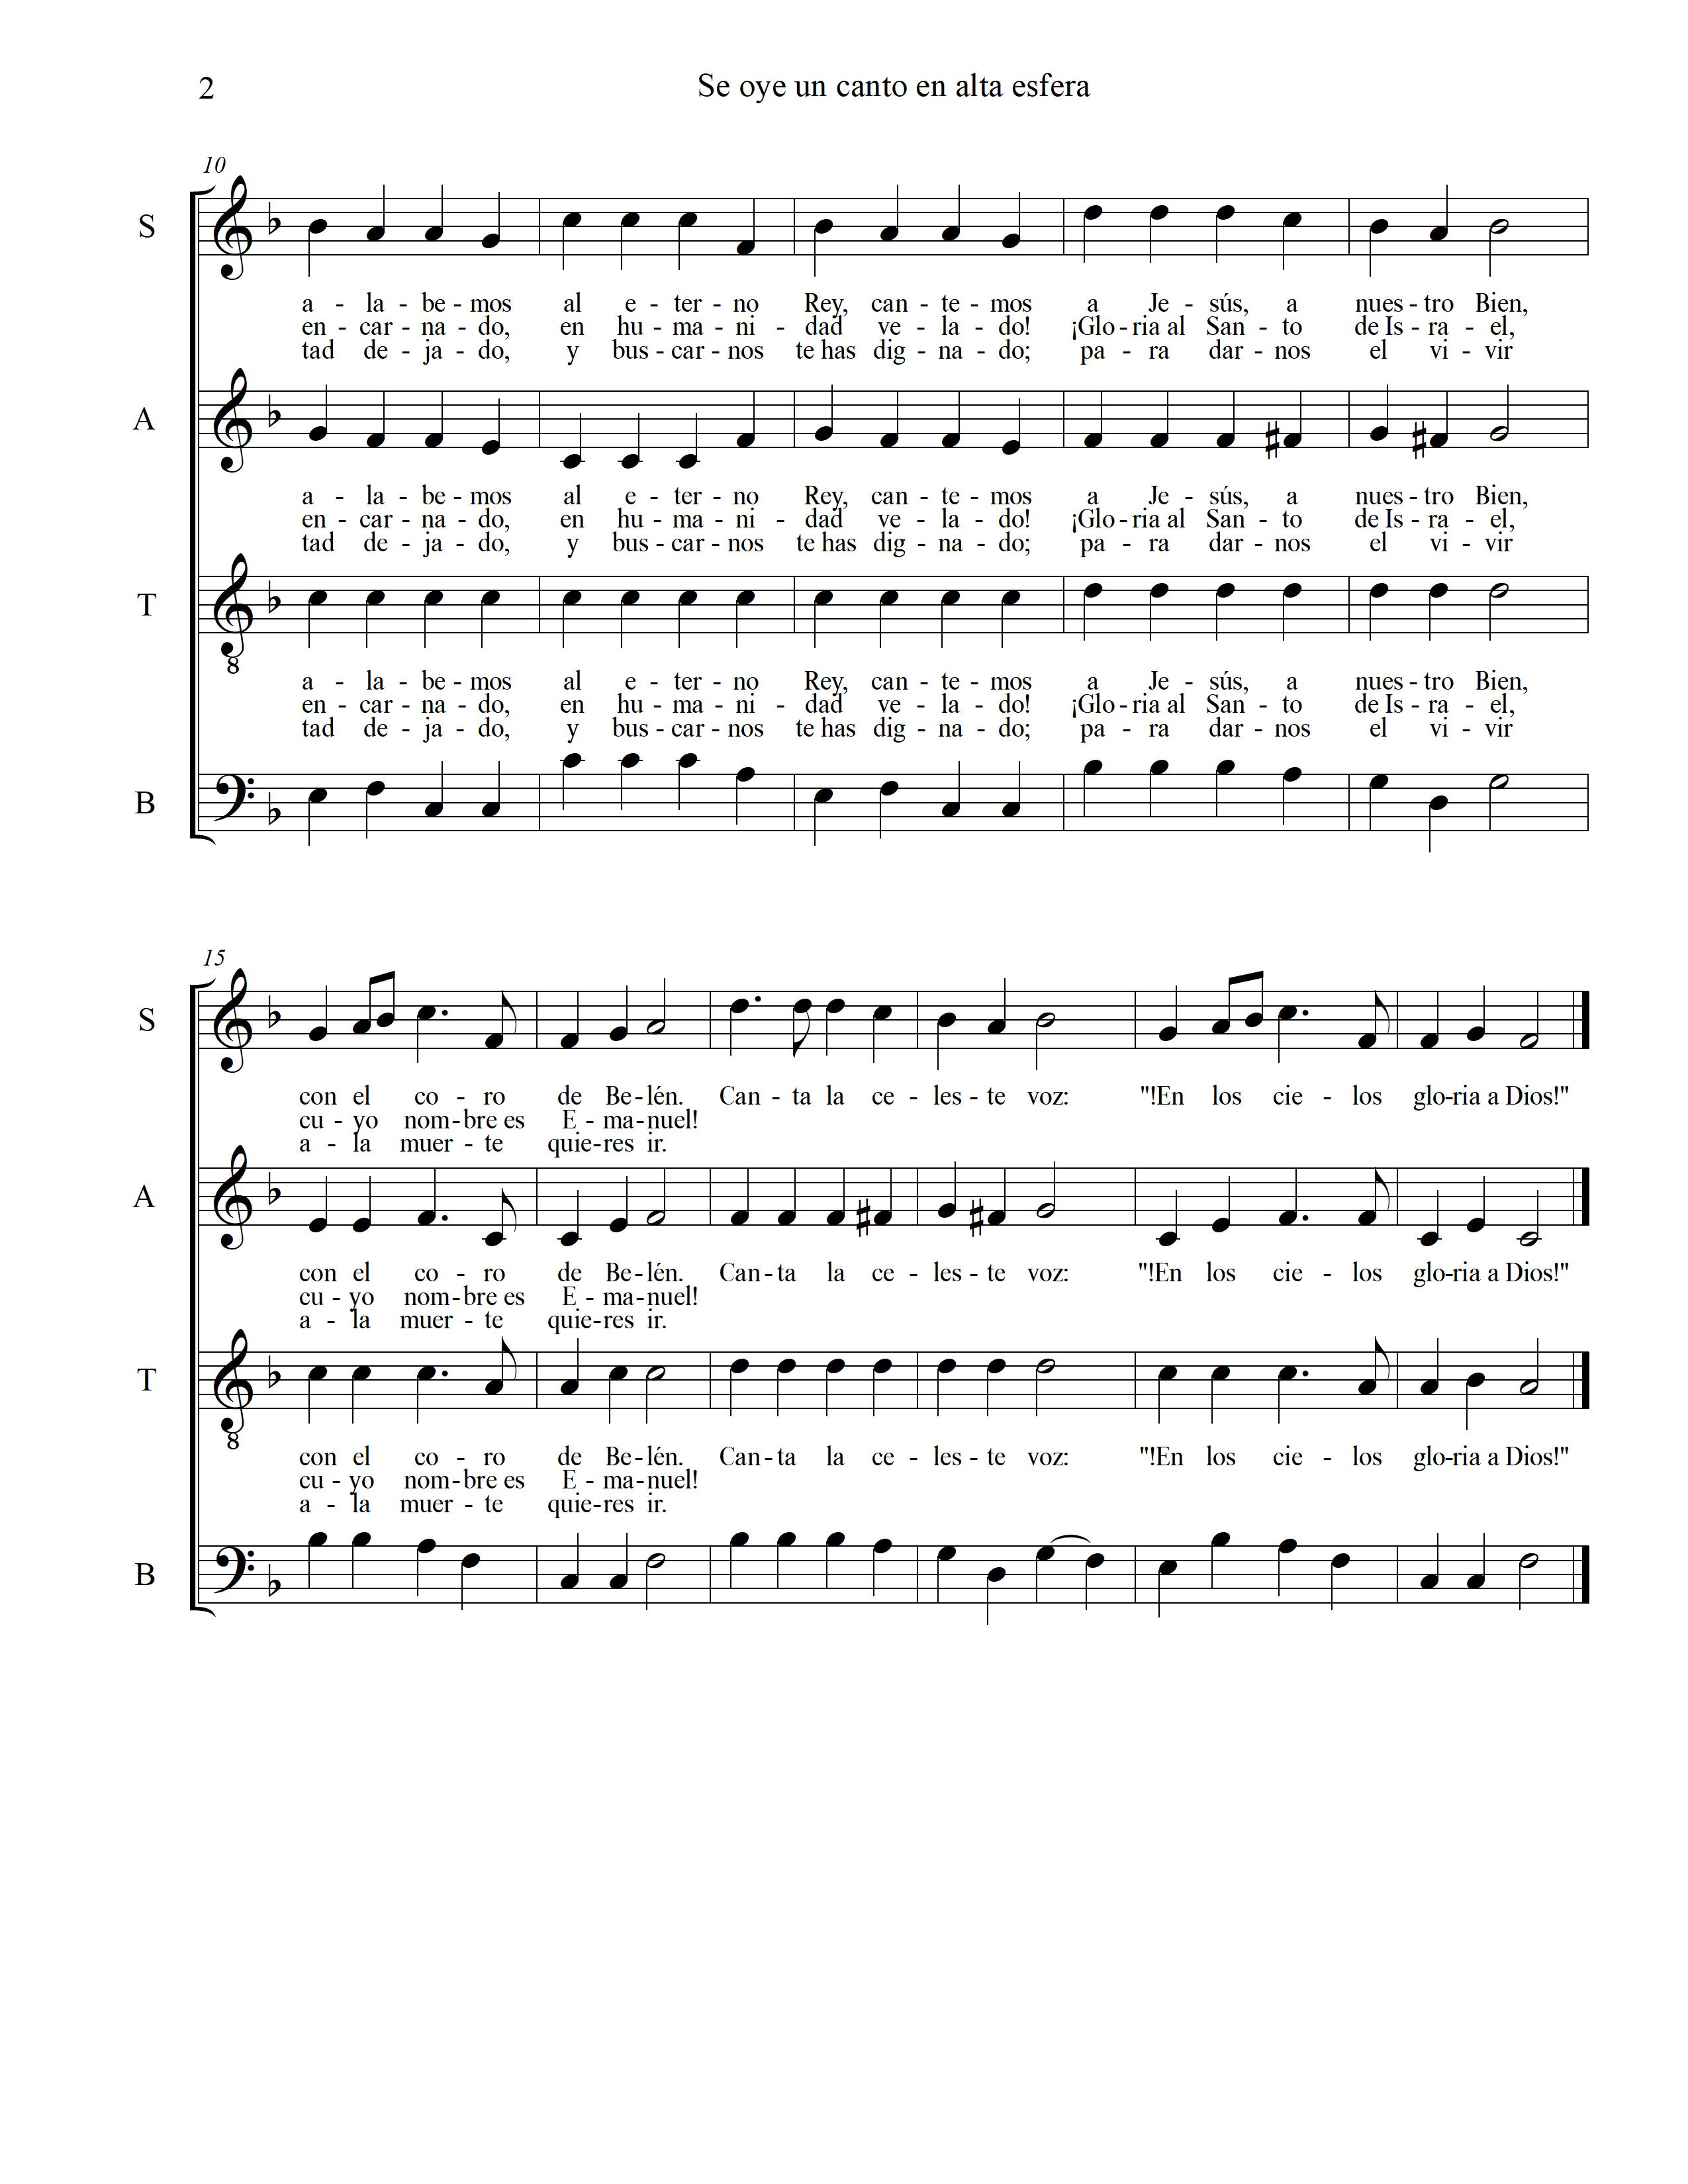 2 Se oye un canto en alta esfera
10
S
a - la - be - mos al e - ter - no Rey, can - te - mos a Je - sús, a nues - tro Bien,
en - car - na - do, en hu - ma - ni - dad ve - la - do! ¡Glo - ria al San - to de Is - ra - el,
tad de - ja - do, y bus - car - nos te has dig - na - do; pa - ra dar - nos el vi - vir
A
a - la - be - mos al e - ter - no Rey, can - te - mos a Je - sús, a nues - tro Bien,
en - car - na - do, en hu - ma - ni - dad ve - la - do! ¡Glo - ria al San - to de Is - ra - el,
tad de - ja - do, y bus - car - nos te has dig - na - do; pa - ra dar - nos el vi - vir
T
8
a - la - be - mos al e - ter - no Rey, can - te - mos a Je - sús, a nues - tro Bien,
en - car - na - do, en hu - ma - ni - dad ve - la - do! ¡Glo - ria al San - to de Is - ra - el,
tad de - ja - do, y bus - car - nos te has dig - na - do; pa - ra dar - nos el vi - vir
B
15
S
con el co - ro de Be - lén. Can - ta la ce - les - te voz: "!En los cie - los glo - ria a Dios!"
cu - yo nom - bre es E - ma - nuel!
a - la muer - te quie - res ir.
A
con el co - ro de Be - lén. Can - ta la ce - les - te voz: "!En los cie - los glo - ria a Dios!"
cu - yo nom - bre es E - ma - nuel!
a - la muer - te quie - res ir.
T
8
con el co - ro de Be - lén. Can - ta la ce - les - te voz: "!En los cie - los glo - ria a Dios!"
cu - yo nom - bre es E - ma - nuel!
a - la muer - te quie - res ir.
B